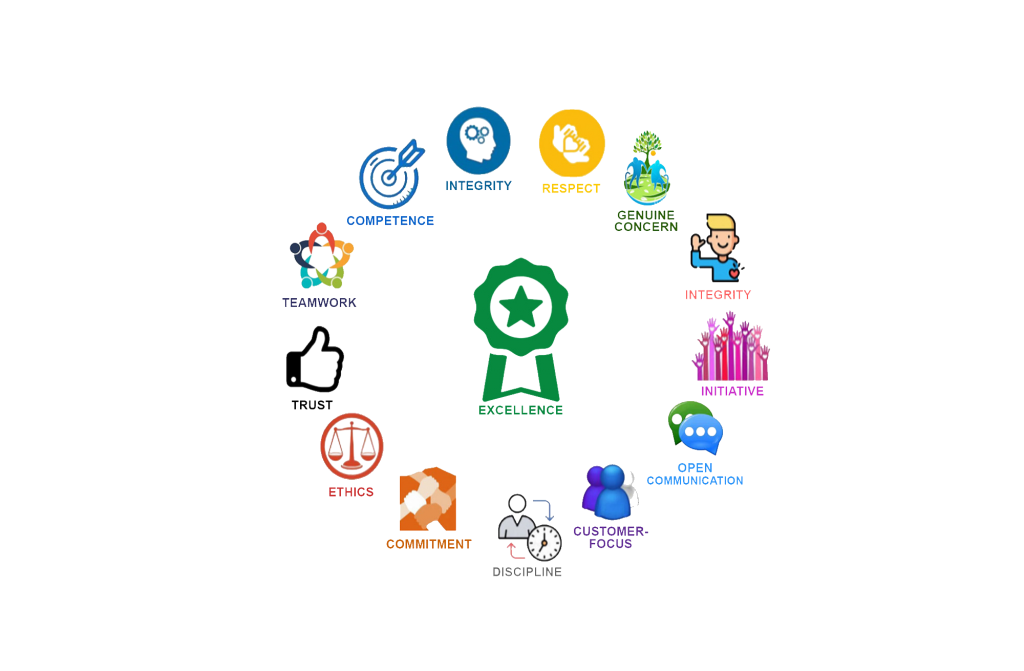 INTEGRITY
RESPECT
COMPETENCE
GENUINE
CONCERN
INTEGRITY
TEAMWORK
INITIATIVE
TRUST
EXCELLENCE
OPEN
COMMUNICATION
ETHICS
CUSTOMER-
FOCUS
COMMITMENT
DISCIPLINE